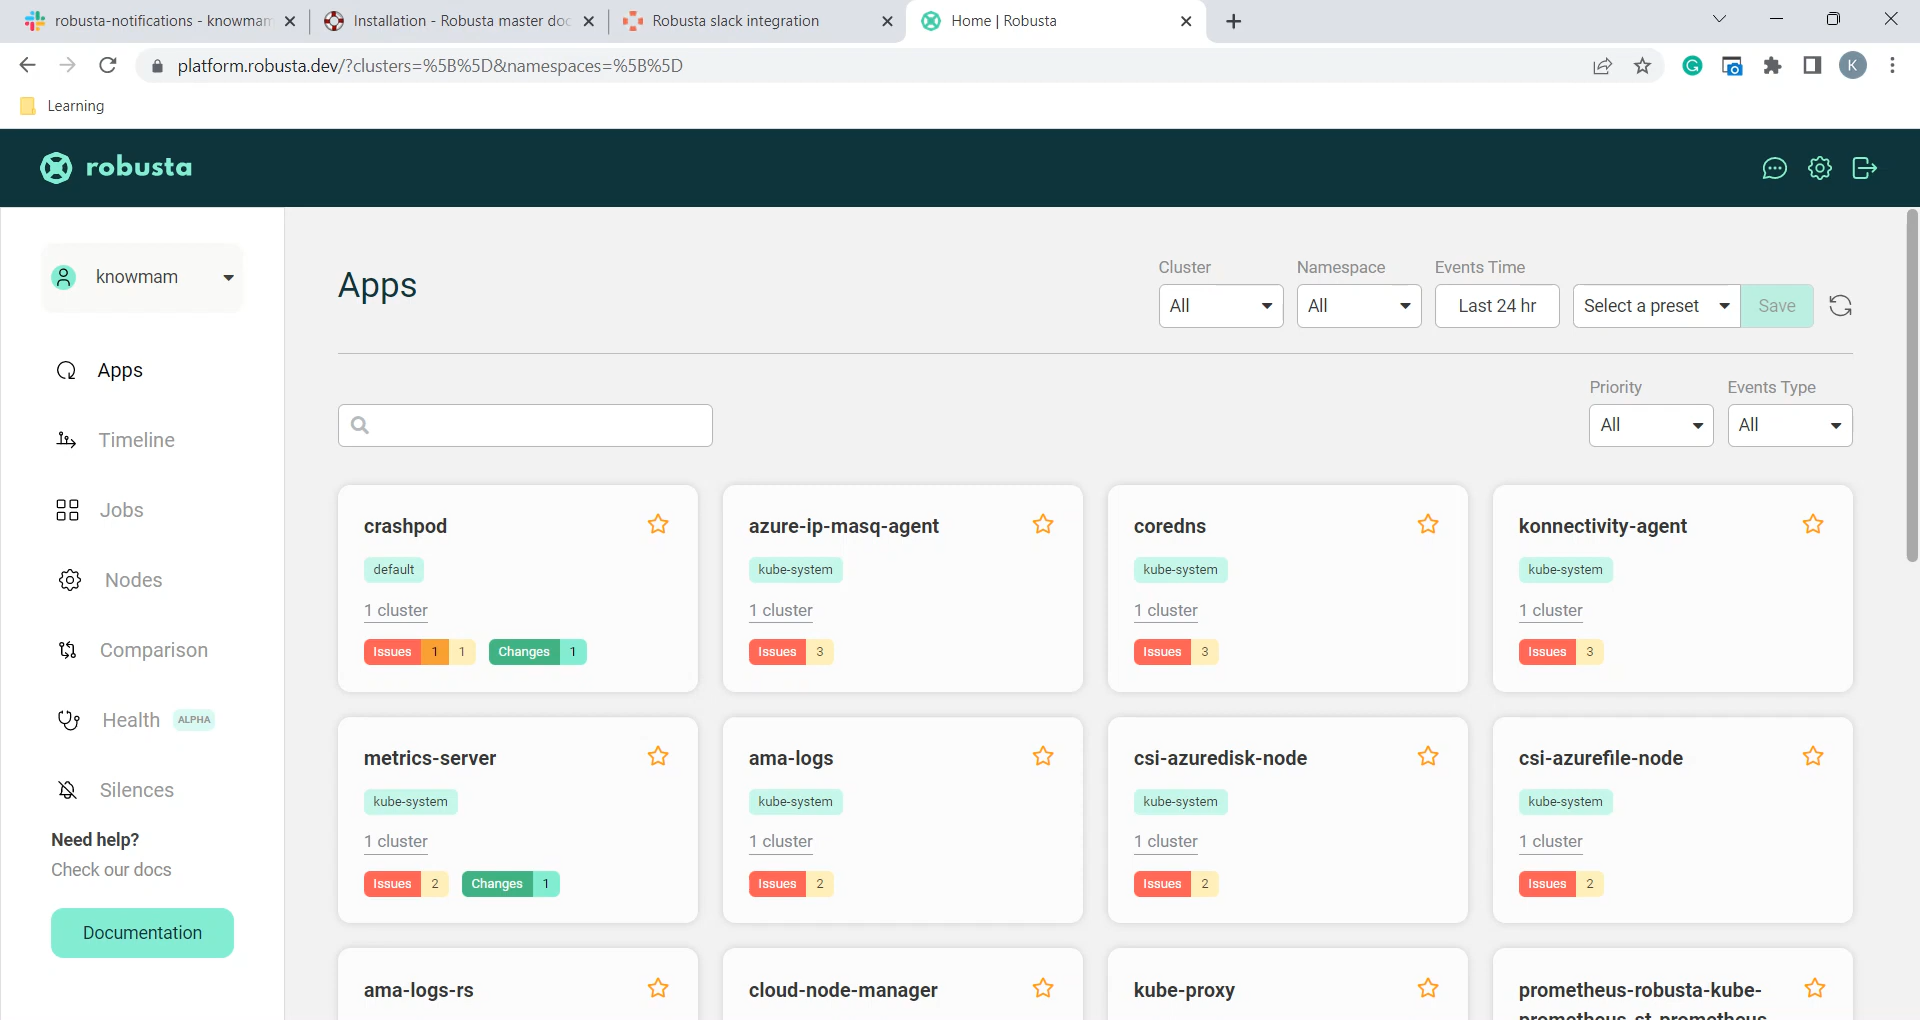 robusta-notifications - knowmam
Installation - Robusta master doc
Robusta slack integration
Home | Robusta
platform.robusta.dev/?clusters=%5B%5D&namespaces=%5B%5D
K
Learning
robusta
knowmam
Apps
Timeline
Jobs
Nodes
Comparison
Health ALPHA
Silences
Need help?
Check our docs
Documentation
Apps
Cluster
All
Namespace
All
Events Time
Last 24 hr
Select a preset
Save
Priority
All
Events Type
All
crashpod
default
1 cluster
Issues 1 1 Changes 1
azure-ip-masq-agent
kube-system
1 cluster
Issues 3
coredns
kube-system
1 cluster
Issues 3
konnectivity-agent
kube-system
1 cluster
Issues 3
metrics-server
kube-system
1 cluster
Issues 2 Changes 1
ama-logs
kube-system
1 cluster
Issues 2
csi-azuredisk-node
kube-system
1 cluster
Issues 2
csi-azurefile-node
kube-system
1 cluster
Issues 2
ama-logs-rs
cloud-node-manager
kube-proxy
prometheus-robusta-kube-
prometheus-st-prometheus